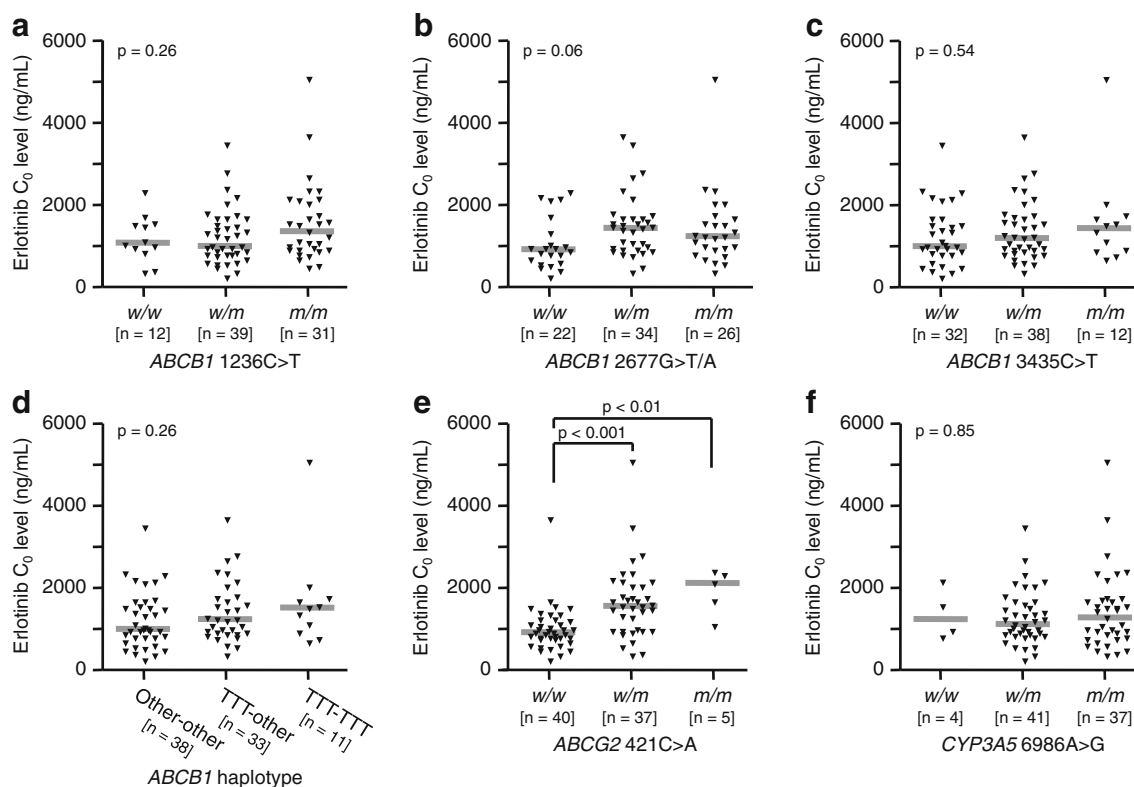 a
p = 0.26
Erlotinib C0 level (ng/mL)
6000
4000
2000
0
w/w
w/m
m/m
[n = 12]
[n = 39]
[n = 31]
ABCB1 1236C>T
b
p = 0.06
Erlotinib C0 level (ng/mL)
6000
4000
2000
0
w/w
w/m
m/m
[n = 22]
[n = 34]
[n = 26]
ABCB1 2677G>T/A
c
p = 0.54
Erlotinib C0 level (ng/mL)
6000
4000
2000
0
w/w
w/m
m/m
[n = 32]
[n = 38]
[n = 12]
ABCB1 3435C>T
d
p = 0.26
Erlotinib C0 level (ng/mL)
6000
4000
2000
0
Other-other
[n = 38]
TTT-other
[n = 33]
TTT-TTT
[n = 11]
ABCB1 haplotype
e
p < 0.01
p < 0.001
Erlotinib C0 level (ng/mL)
6000
4000
2000
0
w/w
w/m
m/m
[n = 40]
[n = 37]
[n = 5]
ABCG2 421C>A
f
p = 0.85
Erlotinib C0 level (ng/mL)
6000
4000
2000
0
w/w
w/m
m/m
[n = 4]
[n = 41]
[n = 37]
CYP3A5 6986A>G